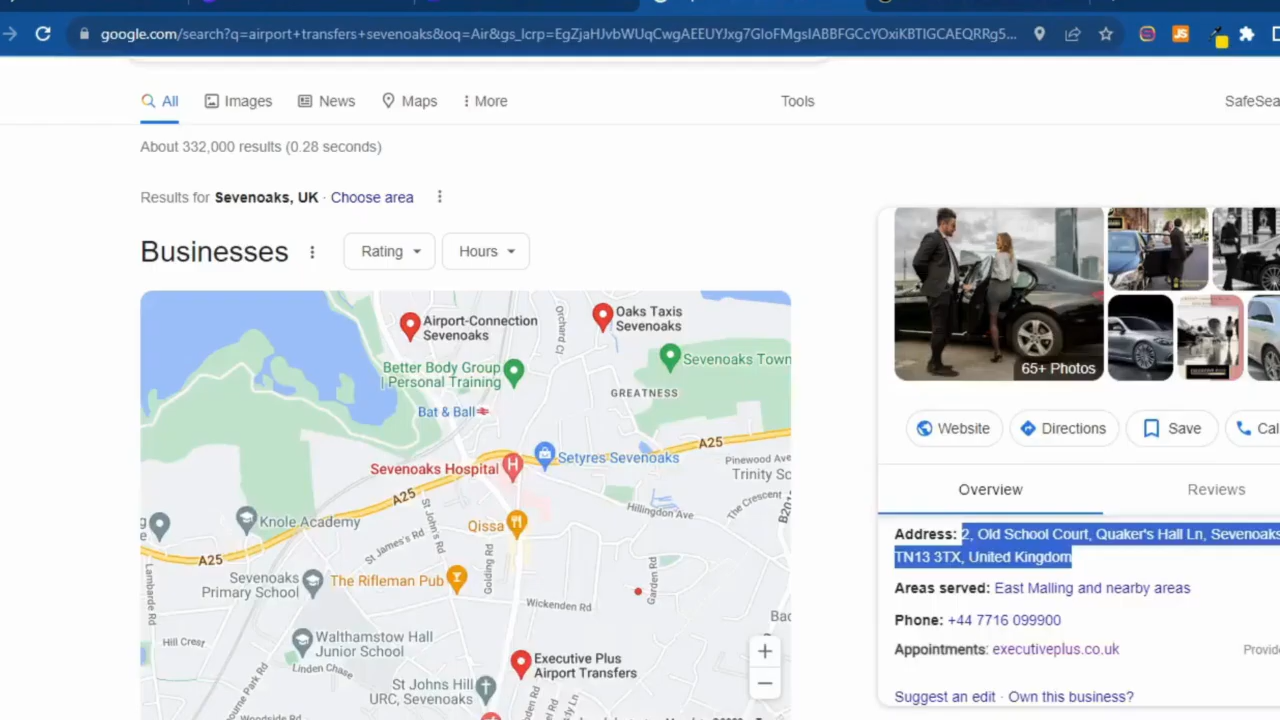 google.com/search?q=airport+transfers+sevenoaks&oq=Air&gs_lcrp=EgZjaHJvbWUqCwgAEEUYJxg7GIoFMgsIABBFGCcYOxiKBTIGCAEQRRg5...
JS
All
Images
News
Maps
More
Tools
SafeSea
About 332,000 results (0.28 seconds)
Results for Sevenoaks, UK · Choose area
Businesses
Rating
Hours
Airport-Connection
Sevenoaks
Oaks Taxis
Sevenoaks
Orchard Cl
Better Body Group
| Personal Training
Sevenoaks Town
GREATNESS
Bat & Ball
A25
Sevenoaks Hospital
H
Setyres Sevenoaks
Pinewood Ave
Trinity Sc
The Crescent
Hillingdon Ave
A25
St John's Rd
Knole Academy
Qissa
A25
St James's Rd
Golding Rd
Garden Rd
Lambarde Rd
Sevenoaks
Primary School
The Rifleman Pub
Wickenden Rd
Hill Crest
Walthamstow Hall
Junior School
Linden Chase
Executive Plus
Airport Transfers
St Johns Hill
URC, Sevenoaks
65+ Photos
Website
Directions
Save
Cal
Overview
Reviews
Address: 2, Old School Court, Quaker's Hall Ln, Sevenoaks
TN13 3TX, United Kingdom
Areas served: East Malling and nearby areas
Phone: +44 7716 099900
Appointments: executiveplus.co.uk
Provide
Suggest an edit · Own this business?